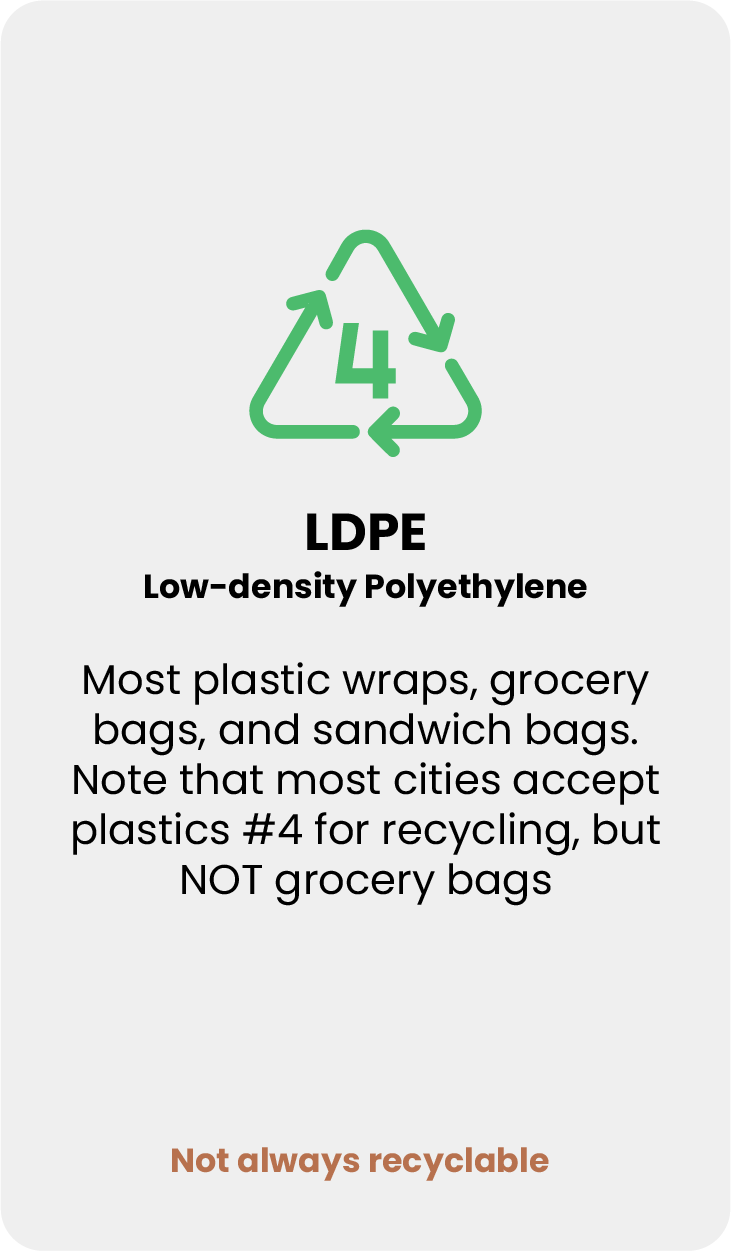 4
LDPE
Low-density Polyethylene
Most plastic wraps, grocery
bags, and sandwich bags.
Note that most cities accept
plastics #4 for recycling, but
NOT grocery bags
Not always recyclable